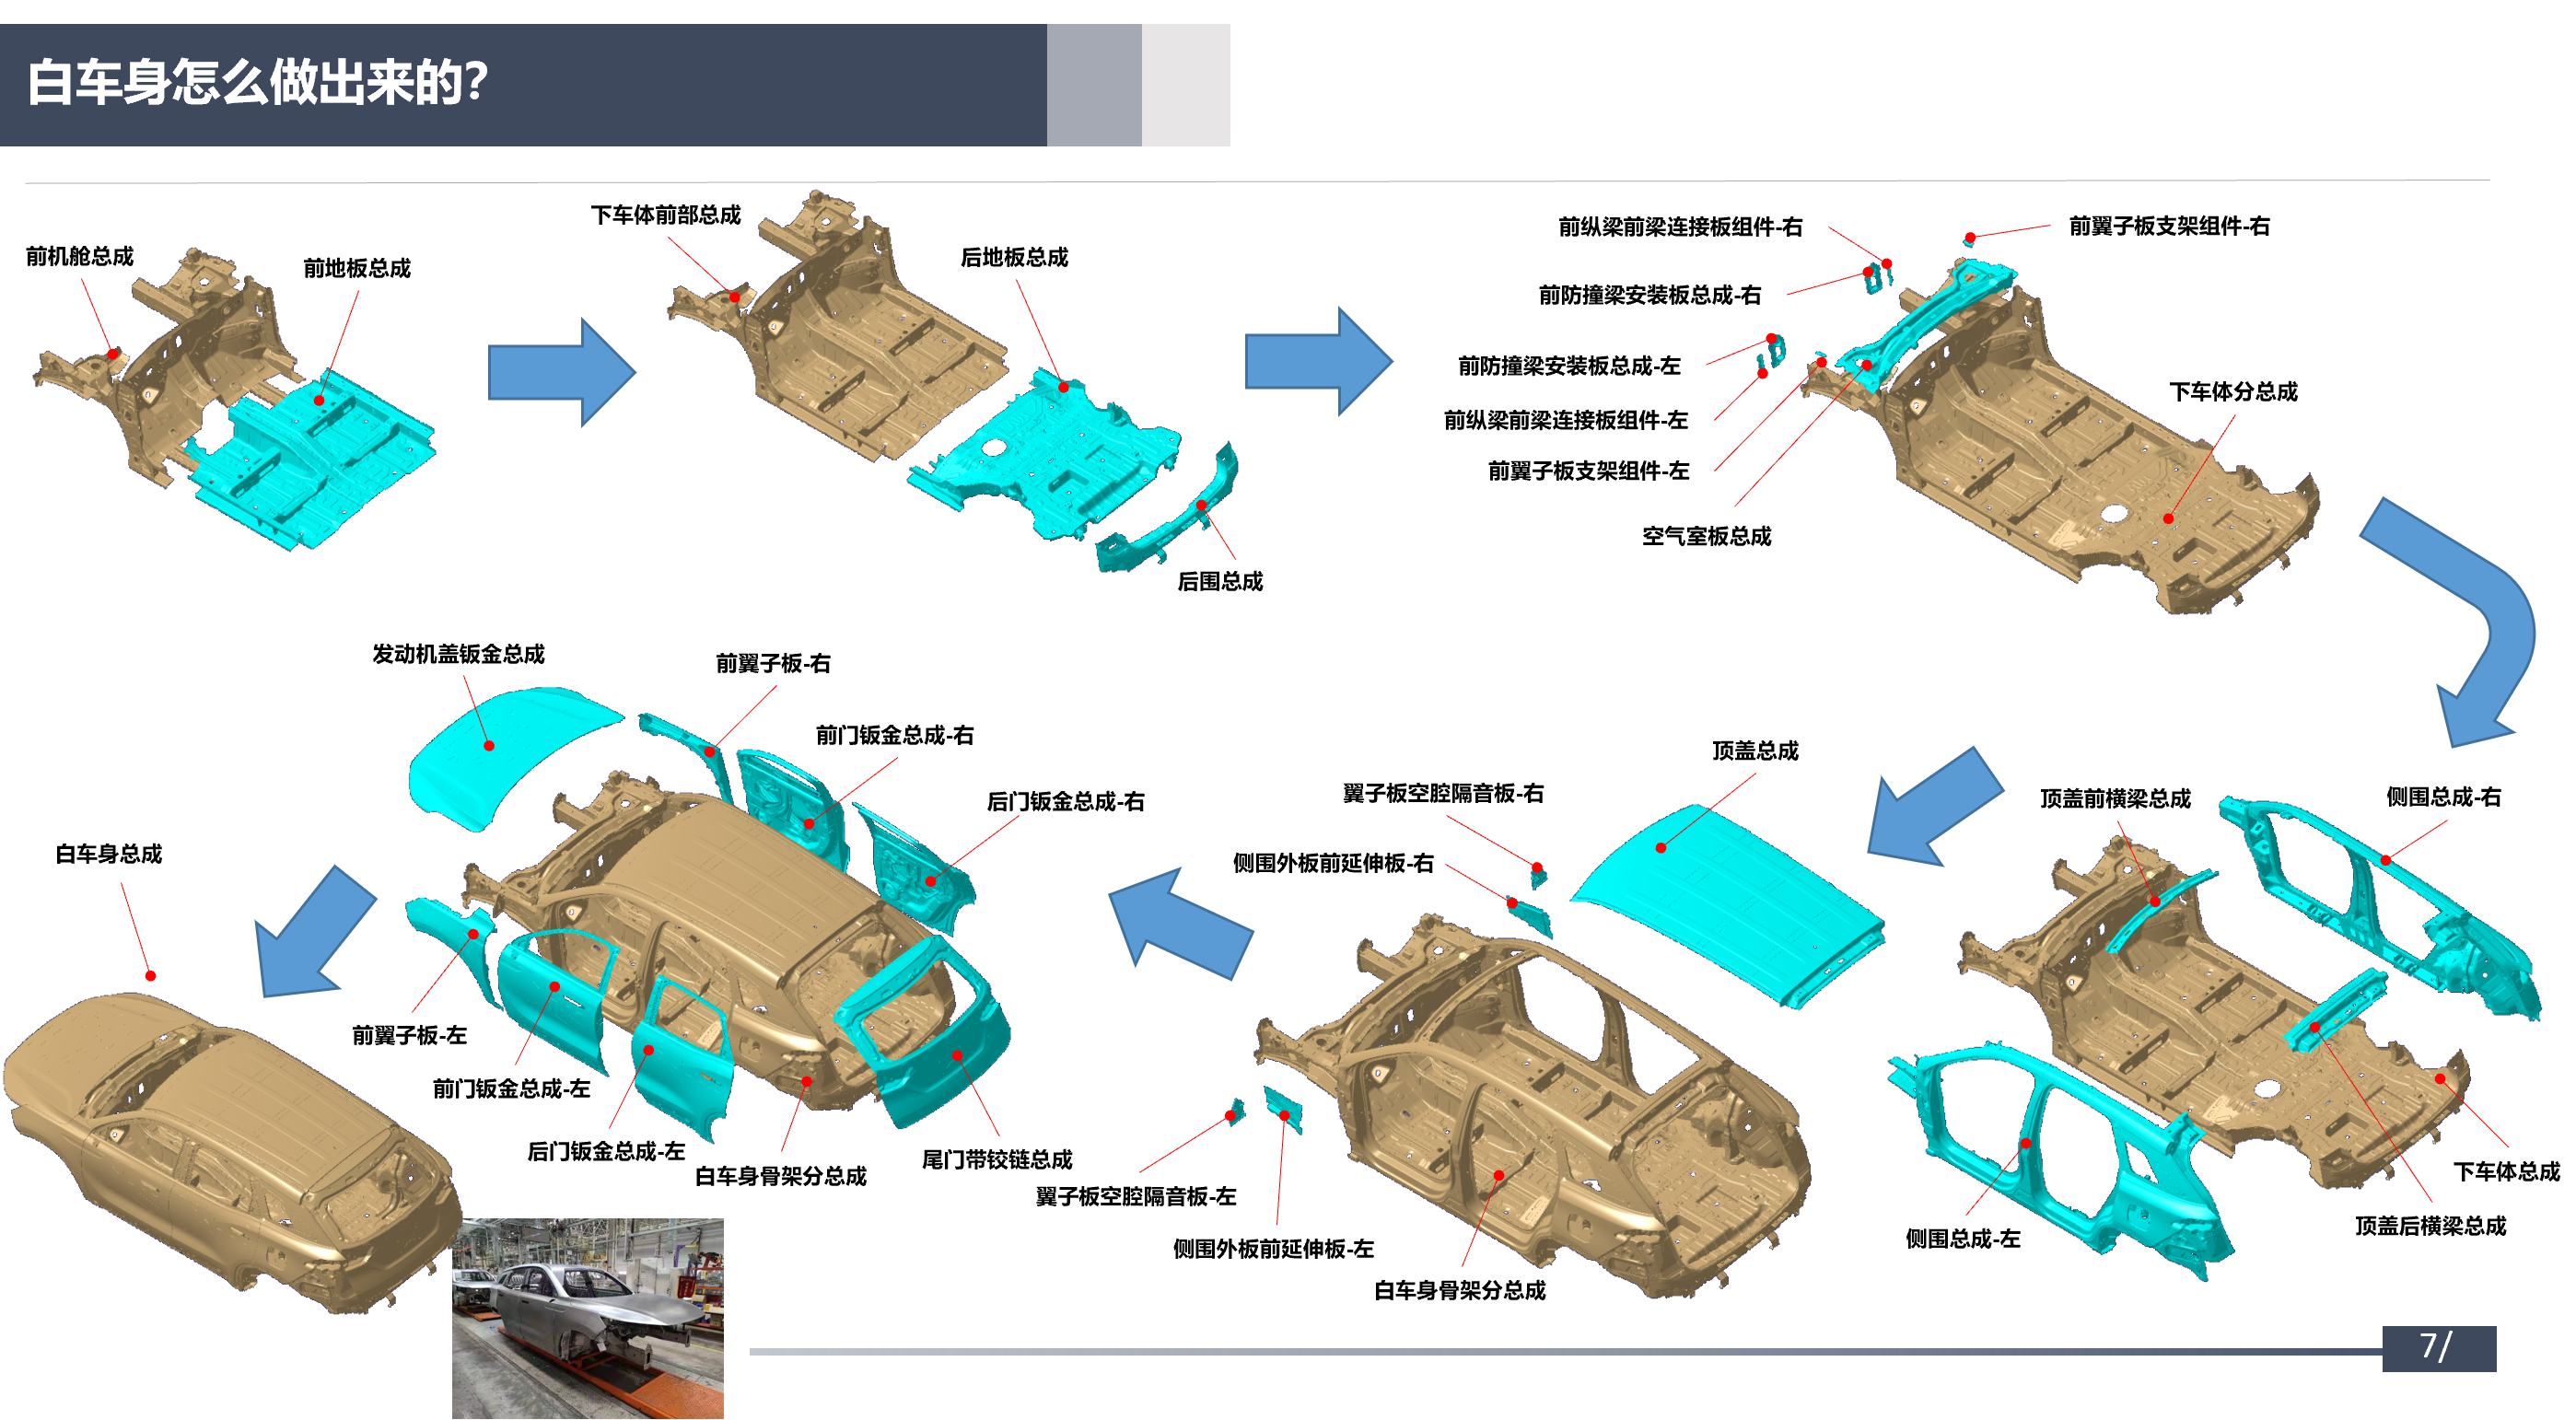 白车身怎么做出来的?
前机舱总成
前地板总成
下车体前部总成
后地板总成
后围总成
前纵梁前梁连接板组件-右
前翼子板支架组件-右
前防撞梁安装板总成-右
前防撞梁安装板总成-左
前纵梁前梁连接板组件-左
前翼子板支架组件-左
空气室板总成
下车体分总成
顶盖前横梁总成
侧围总成-右
侧围总成-左
顶盖后横梁总成
下车体总成
顶盖总成
翼子板空腔隔音板-右
侧围外板前延伸板-右
翼子板空腔隔音板-左
侧围外板前延伸板-左
白车身骨架分总成
发动机盖钣金总成
前翼子板-右
前门钣金总成-右
后门钣金总成-右
前翼子板-左
前门钣金总成-左
后门钣金总成-左
白车身骨架分总成
尾门带铰链总成
白车身总成
7/